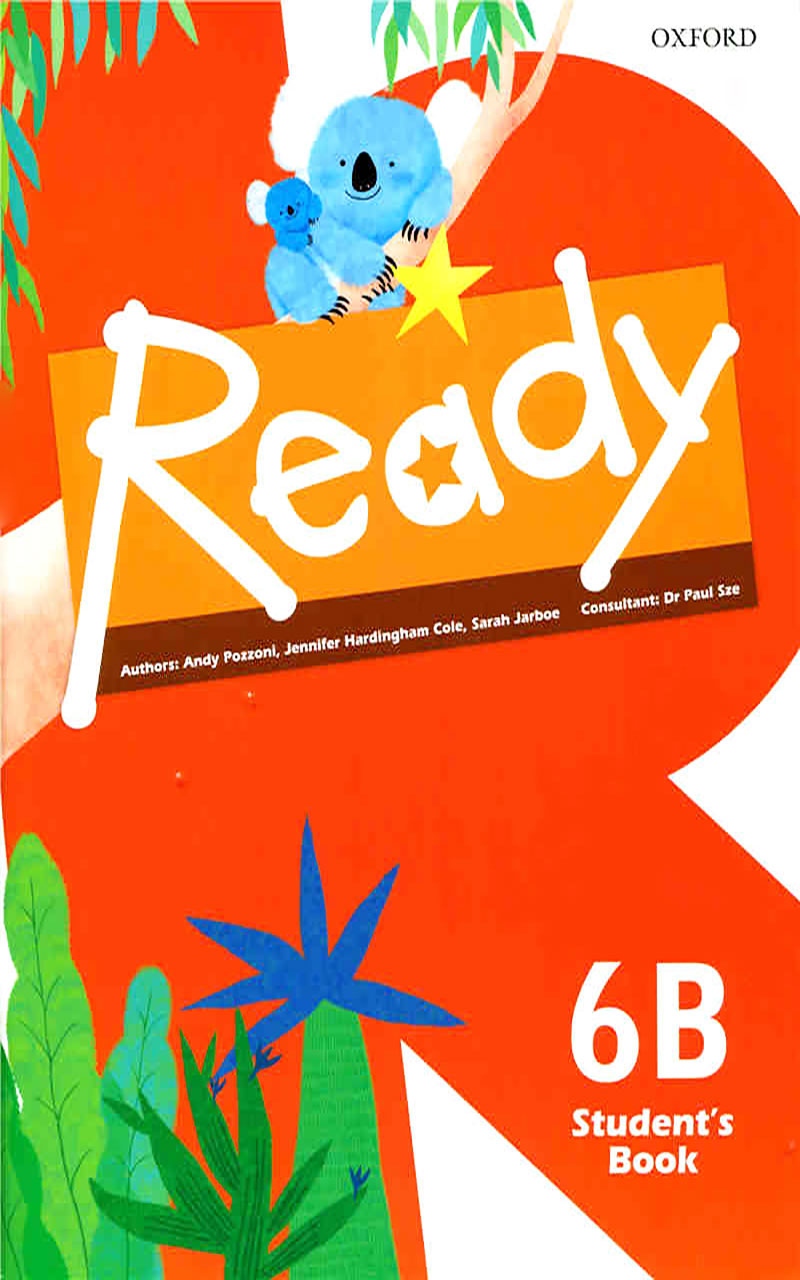 OXFORD
Ready
Authors: Andy Pozzoni, Jennifer Hardingham Cole, Sarah Jarboe Consultant: Dr Paul Sze
6B
Student's
Book